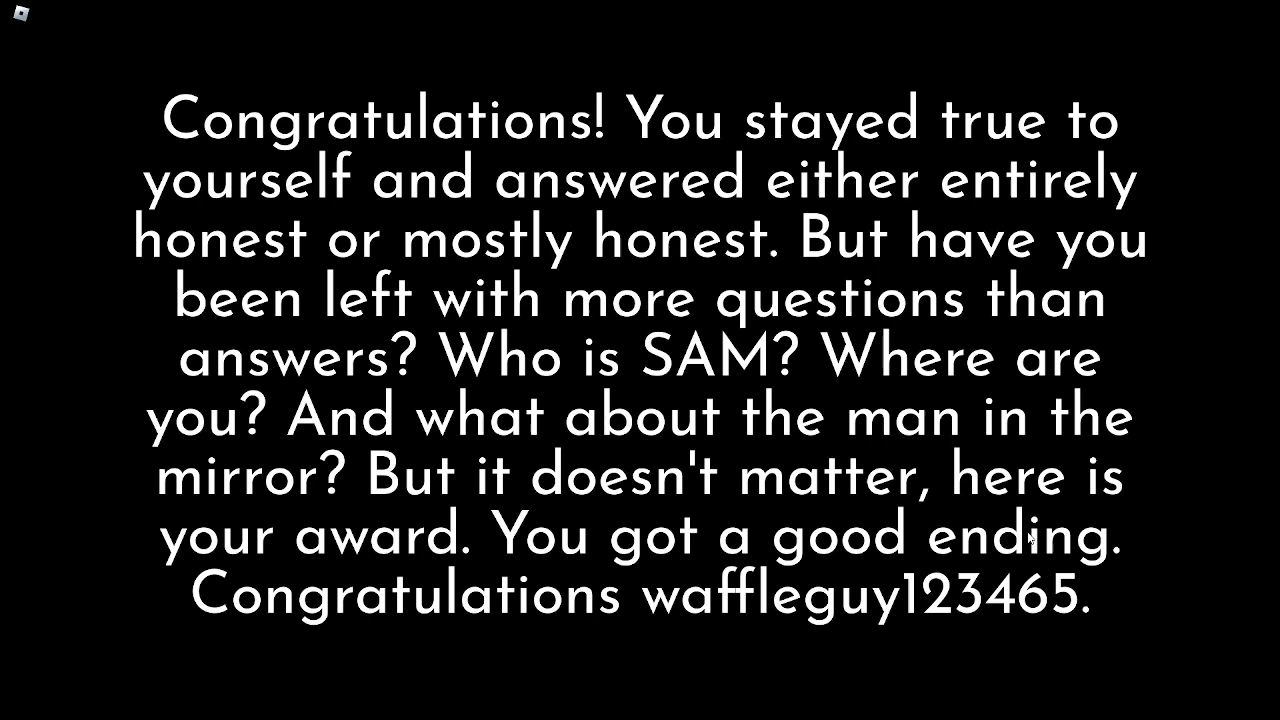 Congratulations! You stayed true to
yourself and answered either entirely
honest or mostly honest. But have you
been left with more questions than
answers? Who is SAM? Where are
you? And what about the man in the
mirror? But it doesn't matter, here is
your award. You got a good ending.
Congratulations waffleguy123465.